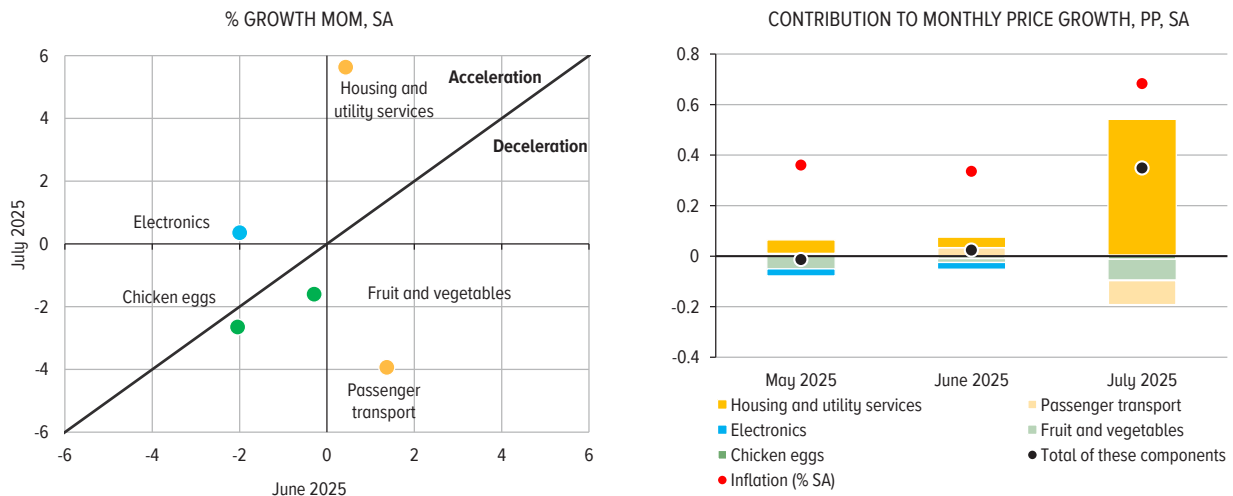 % GROWTH MOM, SA
6
4
2
0
-2
-4
-6
July 2025
Acceleration
Deceleration
Housing and
utility services
Electronics
Chicken eggs
Fruit and vegetables
Passenger
transport
-6
-4
-2
0
2
4
6
June 2025
CONTRIBUTION TO MONTHLY PRICE GROWTH, PP, SA
0.8
0.6
0.4
0.2
0
-0.2
-0.4
May 2025
June 2025
July 2025
Housing and utility services
Passenger transport
Electronics
Fruit and vegetables
Chicken eggs
Total of these components
Inflation (% SA)